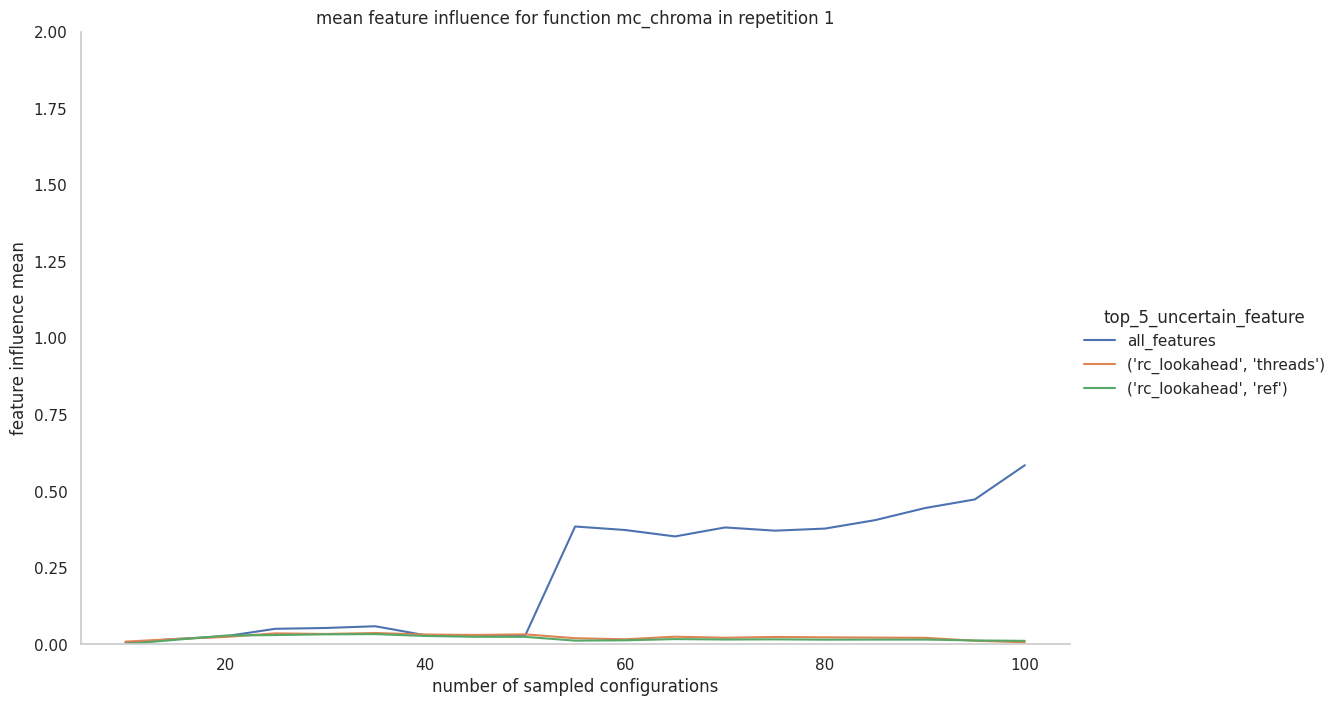 mean feature influence for function mc_chroma in repetition 1
2.00
1.75
1.50
1.25
1.00
0.75
0.50
0.25
0.00
feature influence mean
20 40 60 80 100
number of sampled configurations
top_5_uncertain_feature
all_features
('rc_lookahead', 'threads')
('rc_lookahead', 'ref')